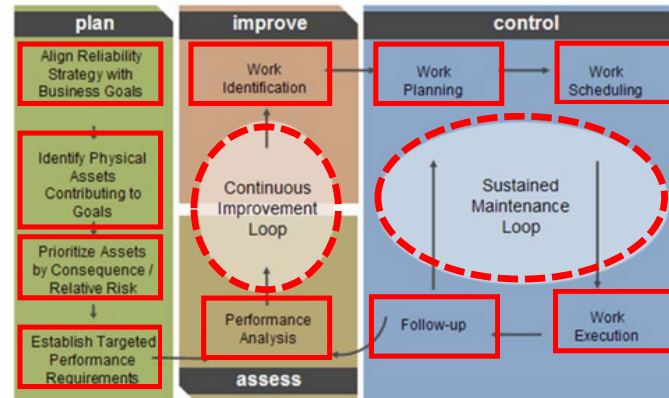 plan
improve
control
Align Reliability
Strategy with
Business Goals
Identify Physical
Assets
Contributing to
Goals
Prioritize Assets
by Consequence /
Relative Risk
Establish Targeted
Performance
Requirements
Work
Identification
Continuous
Improvement
Loop
Performance
Analysis
assess
Work
Planning
Work
Scheduling
Sustained
Maintenance
Loop
Follow-up
Work
Execution